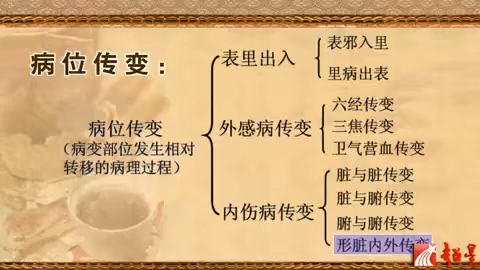 病位传变：
病位传变
（病变部位发生相对
转移的病理过程）
表里出入
表邪入里
里病出表
外感病传变
六经传变
三焦传变
卫气营血传变
内伤病传变
脏与脏传变
脏与腑传变
腑与腑传变
形脏内外传变
超星